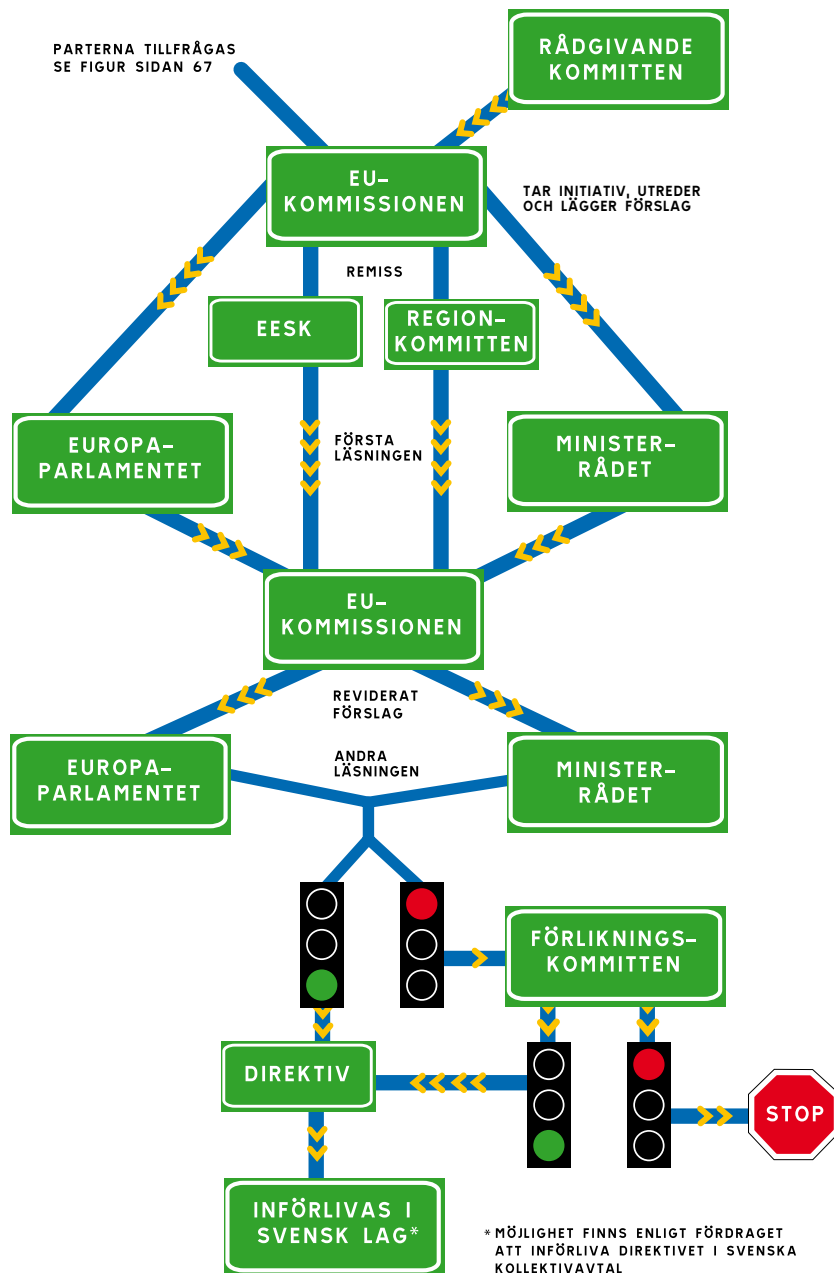 PARTERNA TILLFRÅGAS
SE FIGUR SIDAN 67
RÅDGIVANDE
KOMMITTEN
EU-
KOMMISSIONEN
TAR INITIATIV, UTREDER
OCH LÄGGER FÖRSLAG
REMISS
EESK
REGION-
KOMMITTEN
EUROPA-
PARLAMENTET
FÖRSTA
LÄSNINGEN
MINISTER-
RÅDET
EU-
KOMMISSIONEN
REVIDERAT
FÖRSLAG
EUROPA-
PARLAMENTET
ANDRA
LÄSNINGEN
MINISTER-
RÅDET
FÖRLIKNINGS-
KOMMITTEN
DIREKTIV
STOP
INFÖRLIVAS I
SVENSK LAG*
*MÖJLIGHET FINNS ENLIGT FÖRDRAGET
ATT INFÖRLIVA DIREKTIVET I SVENSKA
KOLLEKTIVAVTAL